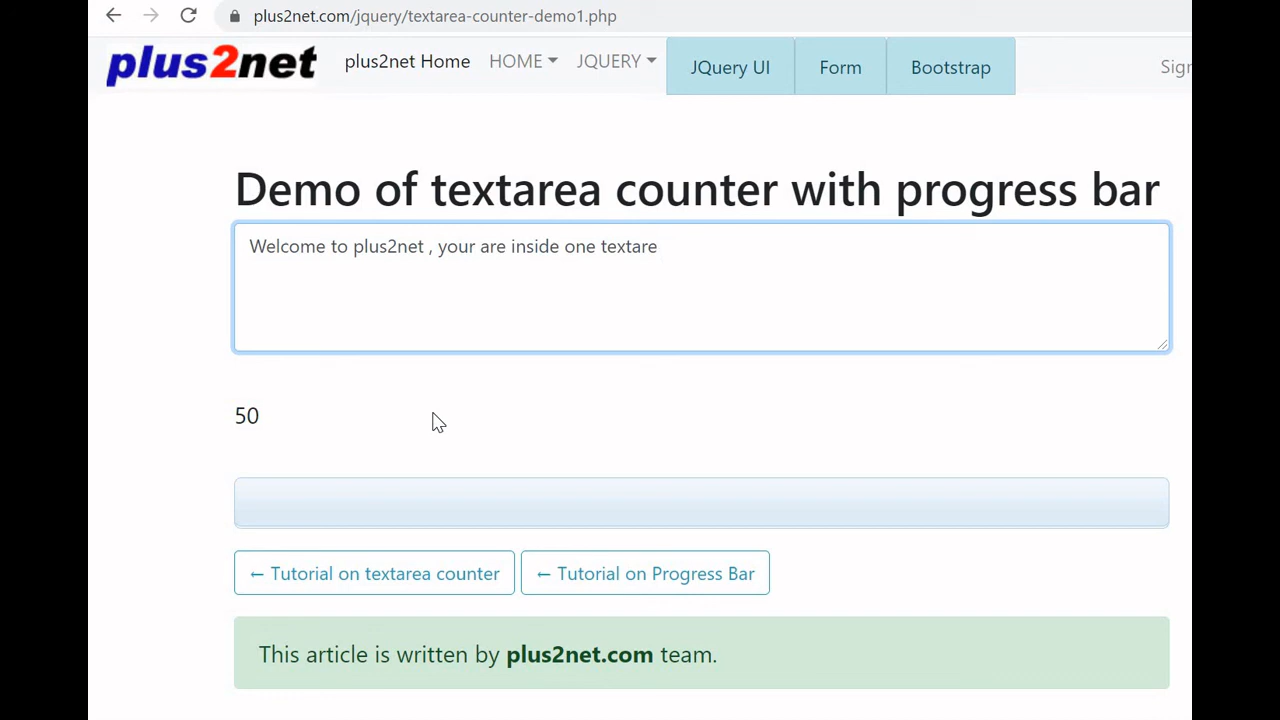 plus2net.com/jquery/textarea-counter-demo1.php
plus2net plus2net Home HOME JQUERY JQuery UI Form Bootstrap Sign
Demo of textarea counter with progress bar
Welcome to plus2net , your are inside one textare
50
← Tutorial on textarea counter ← Tutorial on Progress Bar
This article is written by plus2net.com team.